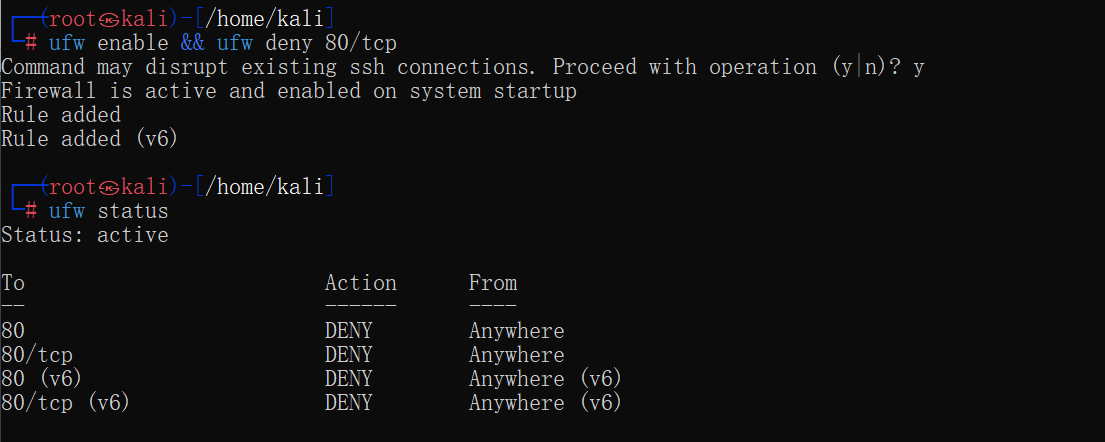 ┌──(root㉿kali)-[/home/kali]
└─# ufw enable && ufw deny 80/tcp
Command may disrupt existing ssh connections. Proceed with operation (y|n)? y
Firewall is active and enabled on system startup
Rule added
Rule added (v6)
┌──(root㉿kali)-[/home/kali]
└─# ufw status
Status: active
To                         Action      From
--                         ------      ----
80                         DENY        Anywhere
80/tcp                     DENY        Anywhere
80 (v6)                    DENY        Anywhere (v6)
80/tcp (v6)                DENY        Anywhere (v6)